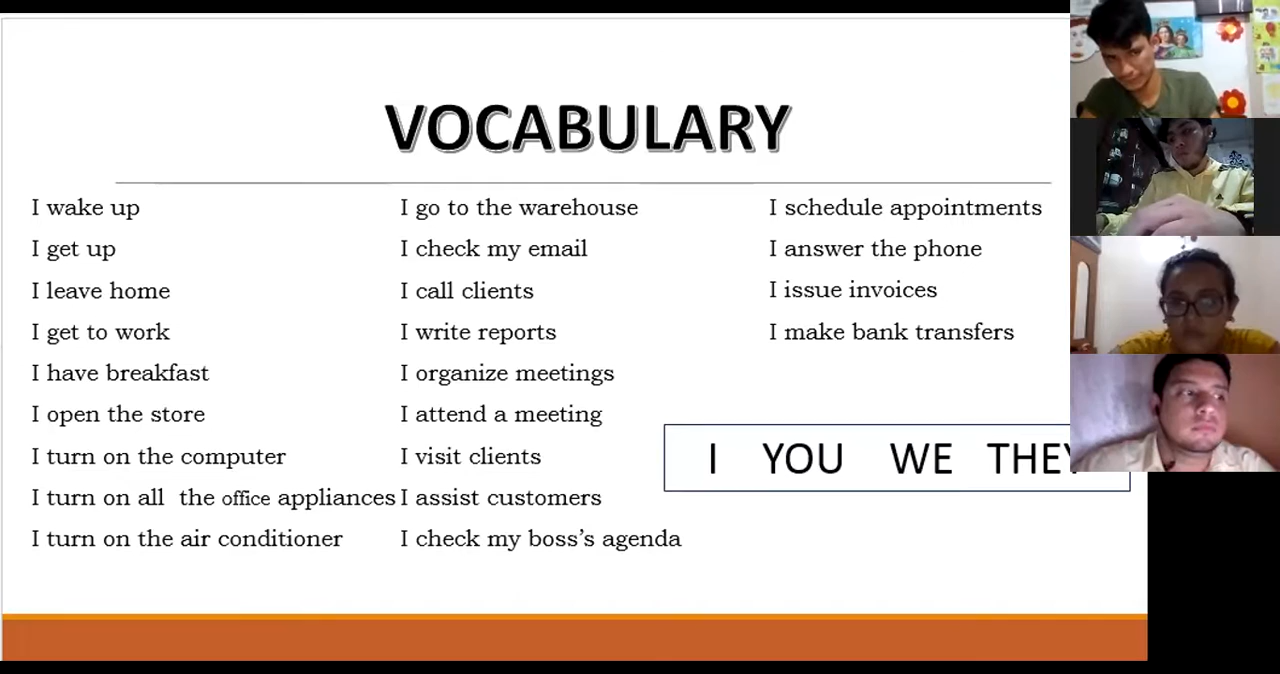 VOCABULARY
I wake up
I get up
I leave home
I get to work
I have breakfast
I open the store
I turn on the computer
I turn on all the office appliances
I turn on the air conditioner
I go to the warehouse
I check my email
I call clients
I write reports
I organize meetings
I attend a meeting
I visit clients
I assist customers
I check my boss's agenda
I schedule appointments
I answer the phone
I issue invoices
I make bank transfers
I YOU WE THEY